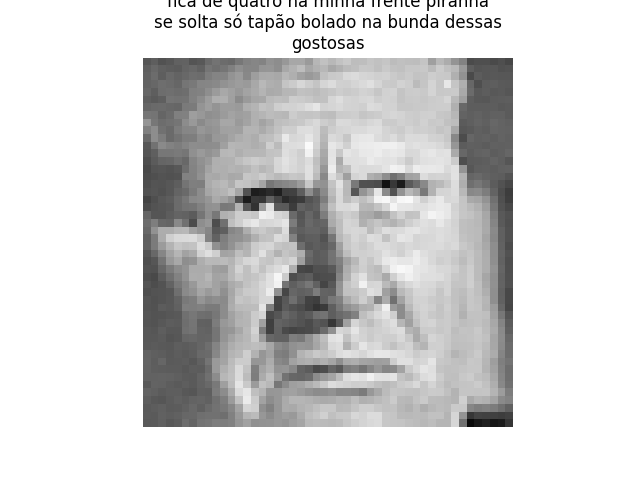 fica de quatro na minha frente piranha
se solta só tapão bolado na bunda dessas
gostosas